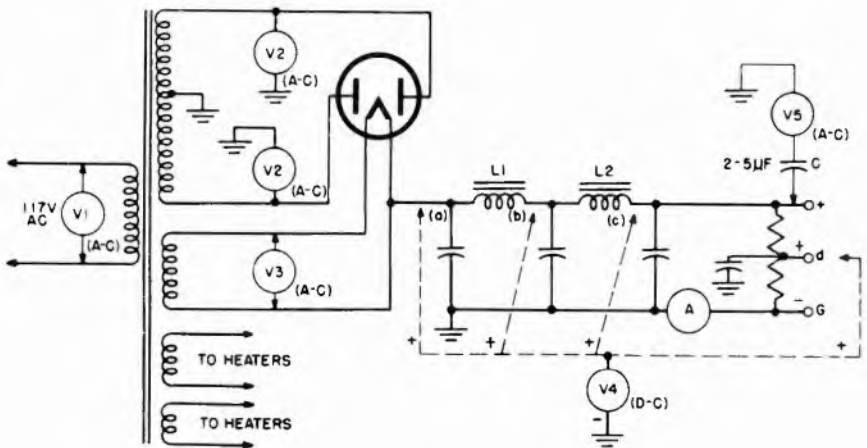 V2
(A-C)
V5
(A-C)
V2
(A-C)
2-5µF
C
117V
AC
V1
(A-C)
L1
L2
(a)
(b)
(c)
+
+
d
V3
(A-C)
A
-
G
+
+
+
+
TO HEATERS
V4
(D-C)
-
TO HEATERS